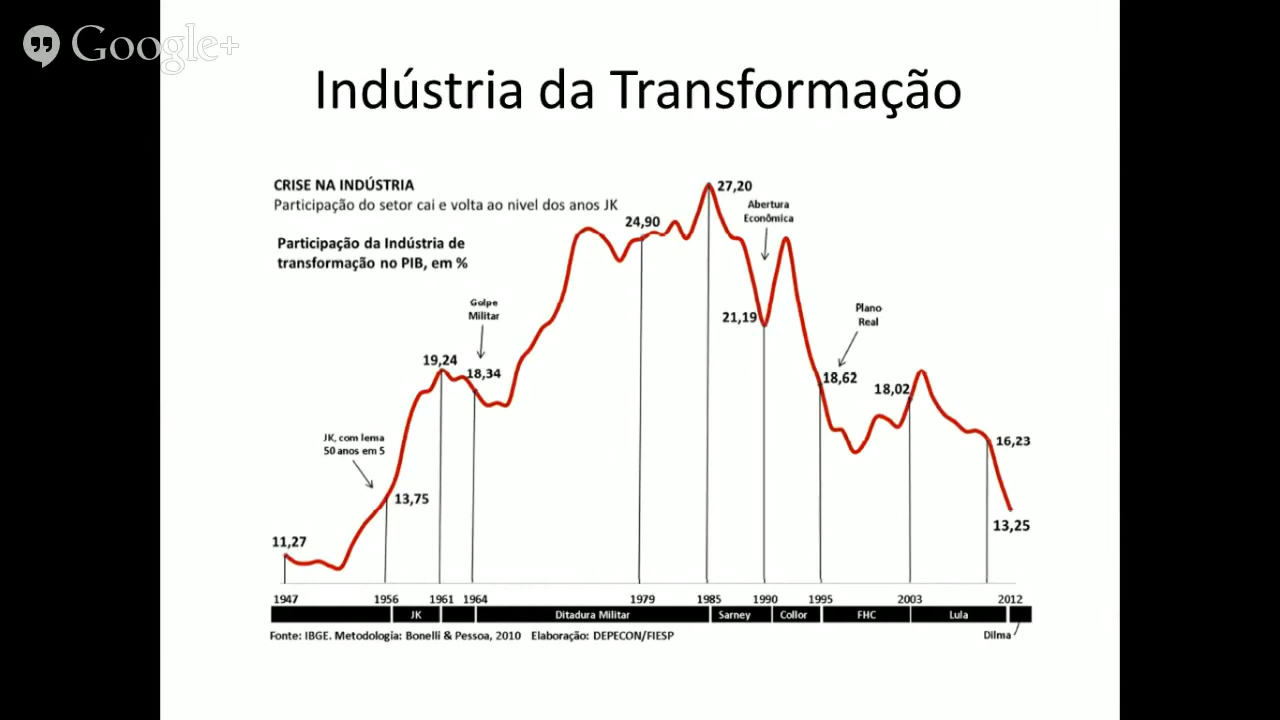 Google+
Indústria da Transformação
CRISE NA INDÚSTRIA
Participação do setor cai e volta ao nivel dos anos JK
Participação da Indústria de
transformação no PIB, em %
27,20
Abertura
Econômica
24,90
Golpe
Militar
21,19
Plano
Real
19,24
18,34
18,62
18,02
JK, com lema
50 anos em 5
16,23
13,75
13,25
11,27
1947 1956 1961 1964 1979 1985 1990 1995 2003 2012
JK Ditadura Militar Sarney Collor FHC Lula
Dilma
Fonte: IBGE. Metodologia: Bonelli & Pessoa, 2010 Elaboração: DEPECON/FIESP